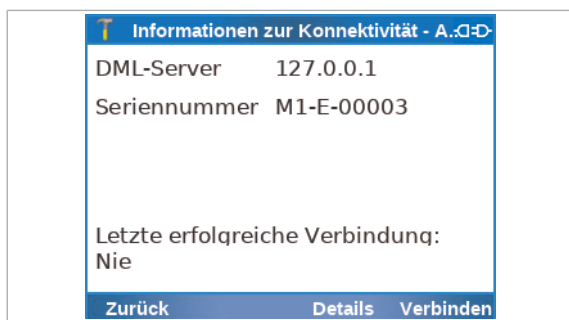 Informationen zur Konnektivität - A.
DML-Server 127.0.0.1
Seriennummer M1-E-00003
Letzte erfolgreiche Verbindung:
Nie
Zurück Details Verbinden